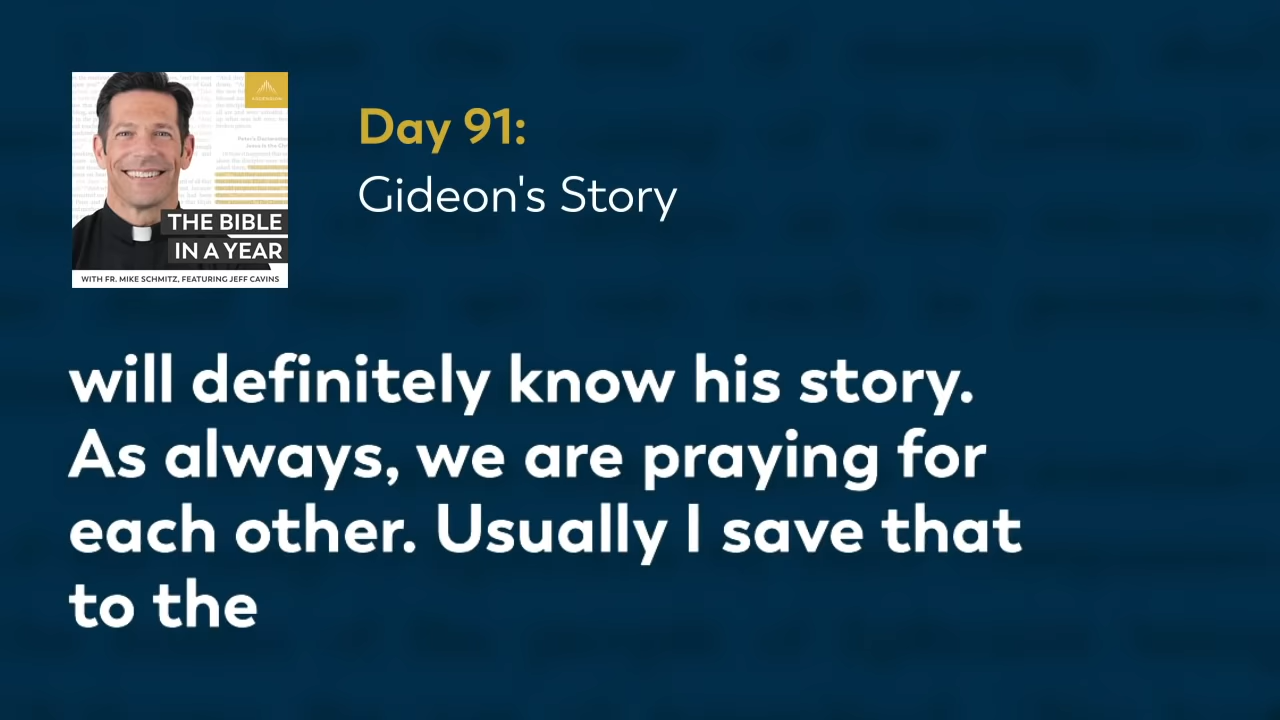 Day 91:
Gideon's Story
THE BIBLE
IN A YEAR
WITH FR. MIKE SCHMITZ, FEATURING JEFF CAVINS
will definitely know his story.
As always, we are praying for
each other. Usually I save that
to the